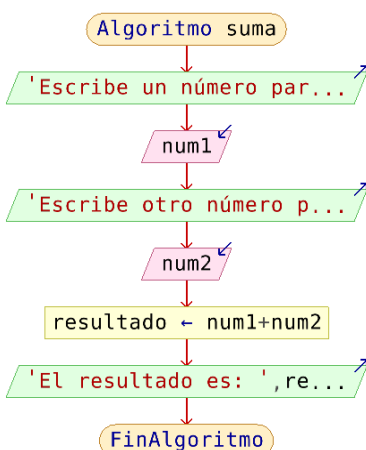 Algoritmo suma
'Escribe un número par...
num1
'Escribe otro número p...
num2
resultado ← num1+num2
'El resultado es: ',re...
FinAlgoritmo